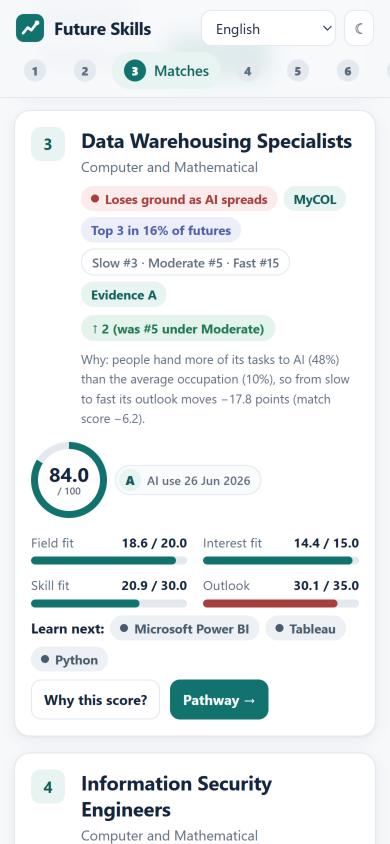 Future Skills
English
1
2
3 Matches
4
5
6
3
Data Warehousing Specialists
Computer and Mathematical
Loses ground as AI spreads
MyCOL
Top 3 in 16% of futures
Slow #3 · Moderate #5 · Fast #15
Evidence A
↑ 2 (was #5 under Moderate)
Why: people hand more of its tasks to AI (48%)
than the average occupation (10%), so from slow
to fast its outlook moves −17.8 points (match
score −6.2).
84.0
/ 100
A AI use 26 Jun 2026
Field fit 18.6 / 20.0
Interest fit 14.4 / 15.0
Skill fit 20.9 / 30.0
Outlook 30.1 / 35.0
Learn next: Microsoft Power BI Tableau
Python
Why this score?
Pathway →
4
Information Security
Engineers
Computer and Mathematical